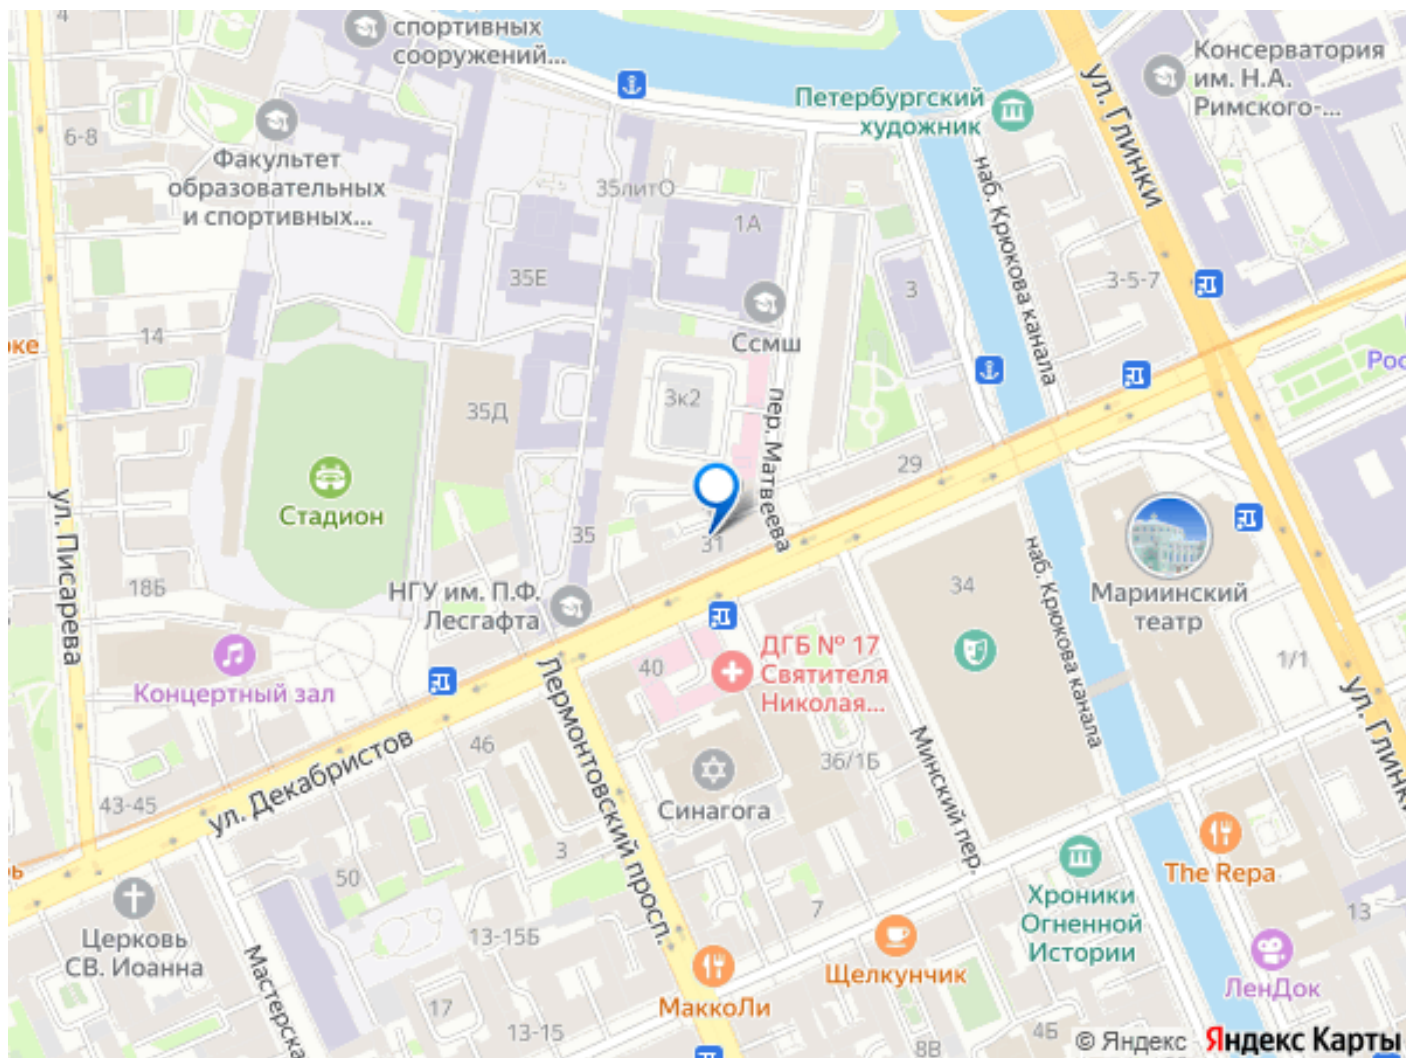 4
спортивных
сооружений...
Консерватория
им. Н.А.
Римского-...
ул. Глинки
Петербургский
художник
6-8
Факультет
образовательных
и спортивных...
наб. Крюкова канала
35литО
1А
35Е
3
3-5-7
14
Ссмш
оке
Рос
3к2
35Д
пер. Матвеева
29
Стадион
ул. Писарева
35
31
18Б
НГУ им. П.Ф.
Лесгафта
34
наб. Крюкова канала
Мариинский
театр
ДГБ № 17
Святителя
Николая...
40
1/1
Концертный зал
Лермонтовский просп.
ул. Глинки
46
ул. Декабристов
Минский пер.
36/1Б
43-45
Синагога
3
50
рь
The Repa
Хроники
Огненной
Истории
7
13
Церковь
СВ. Иоанна
13-15Б
Мастерская
Щелкунчик
МаккоЛи
ЛенДок
17
13-15
4Б
8В
© Яндекс Яндекс Карты